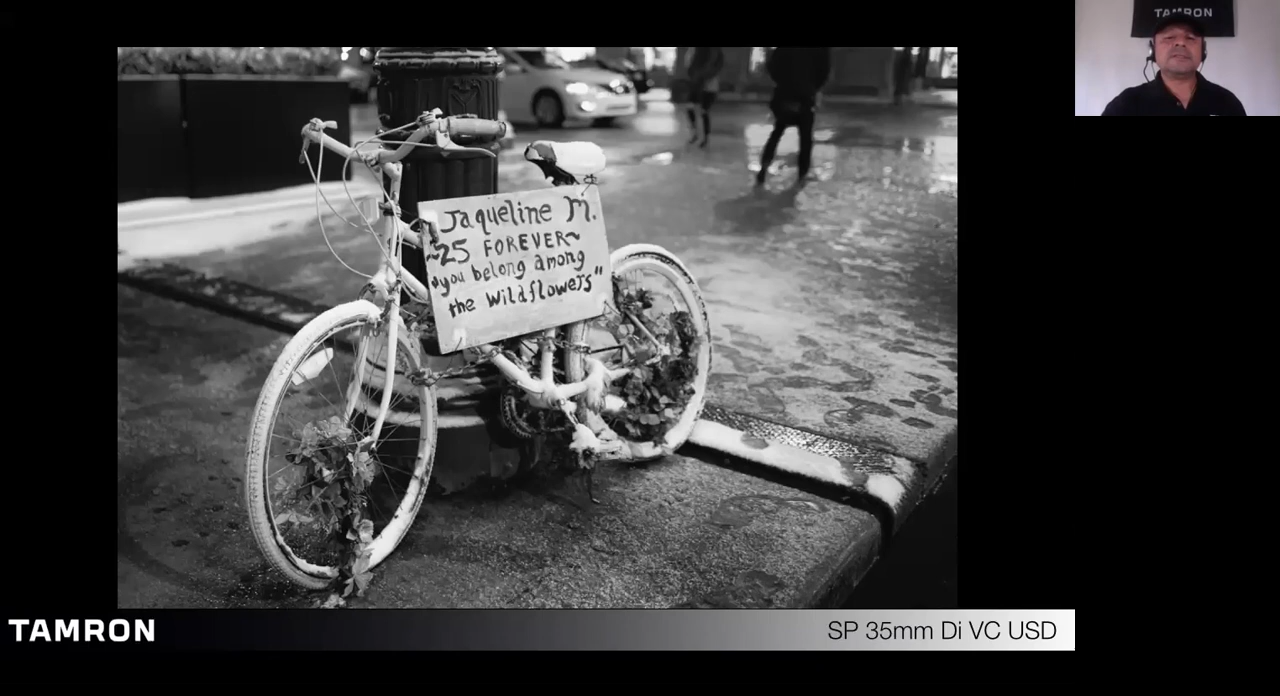 TAMRON
Jaqueline M.
~25 FOREVER~
"you belong among
the Wildflowers"
TAMRON
SP 35mm Di VC USD